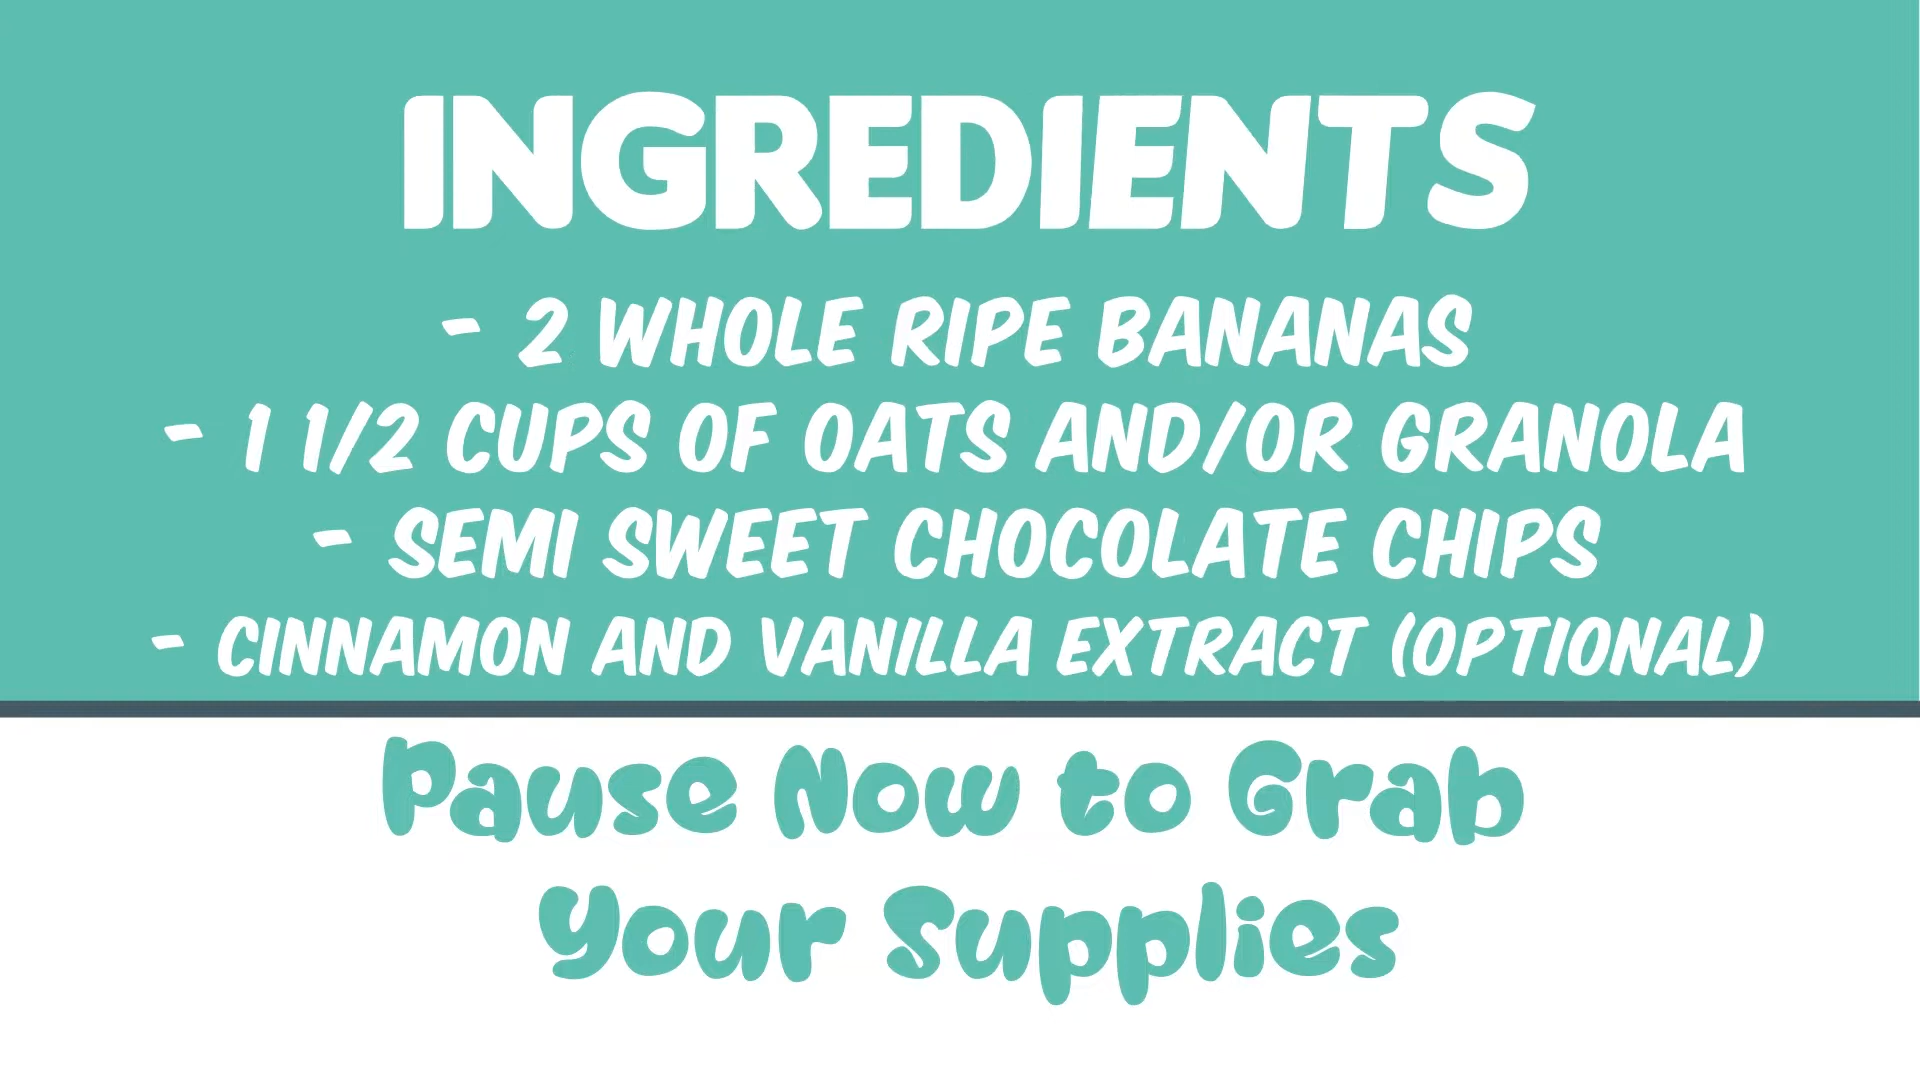 INGREDIENTS
- 2 WHOLE RIPE BANANAS
- 1 1/2 CUPS OF OATS AND/OR GRANOLA
- SEMI SWEET CHOCOLATE CHIPS
- CINNAMON AND VANILLA EXTRACT (OPTIONAL)
Pause Now to Grab
Your Supplies